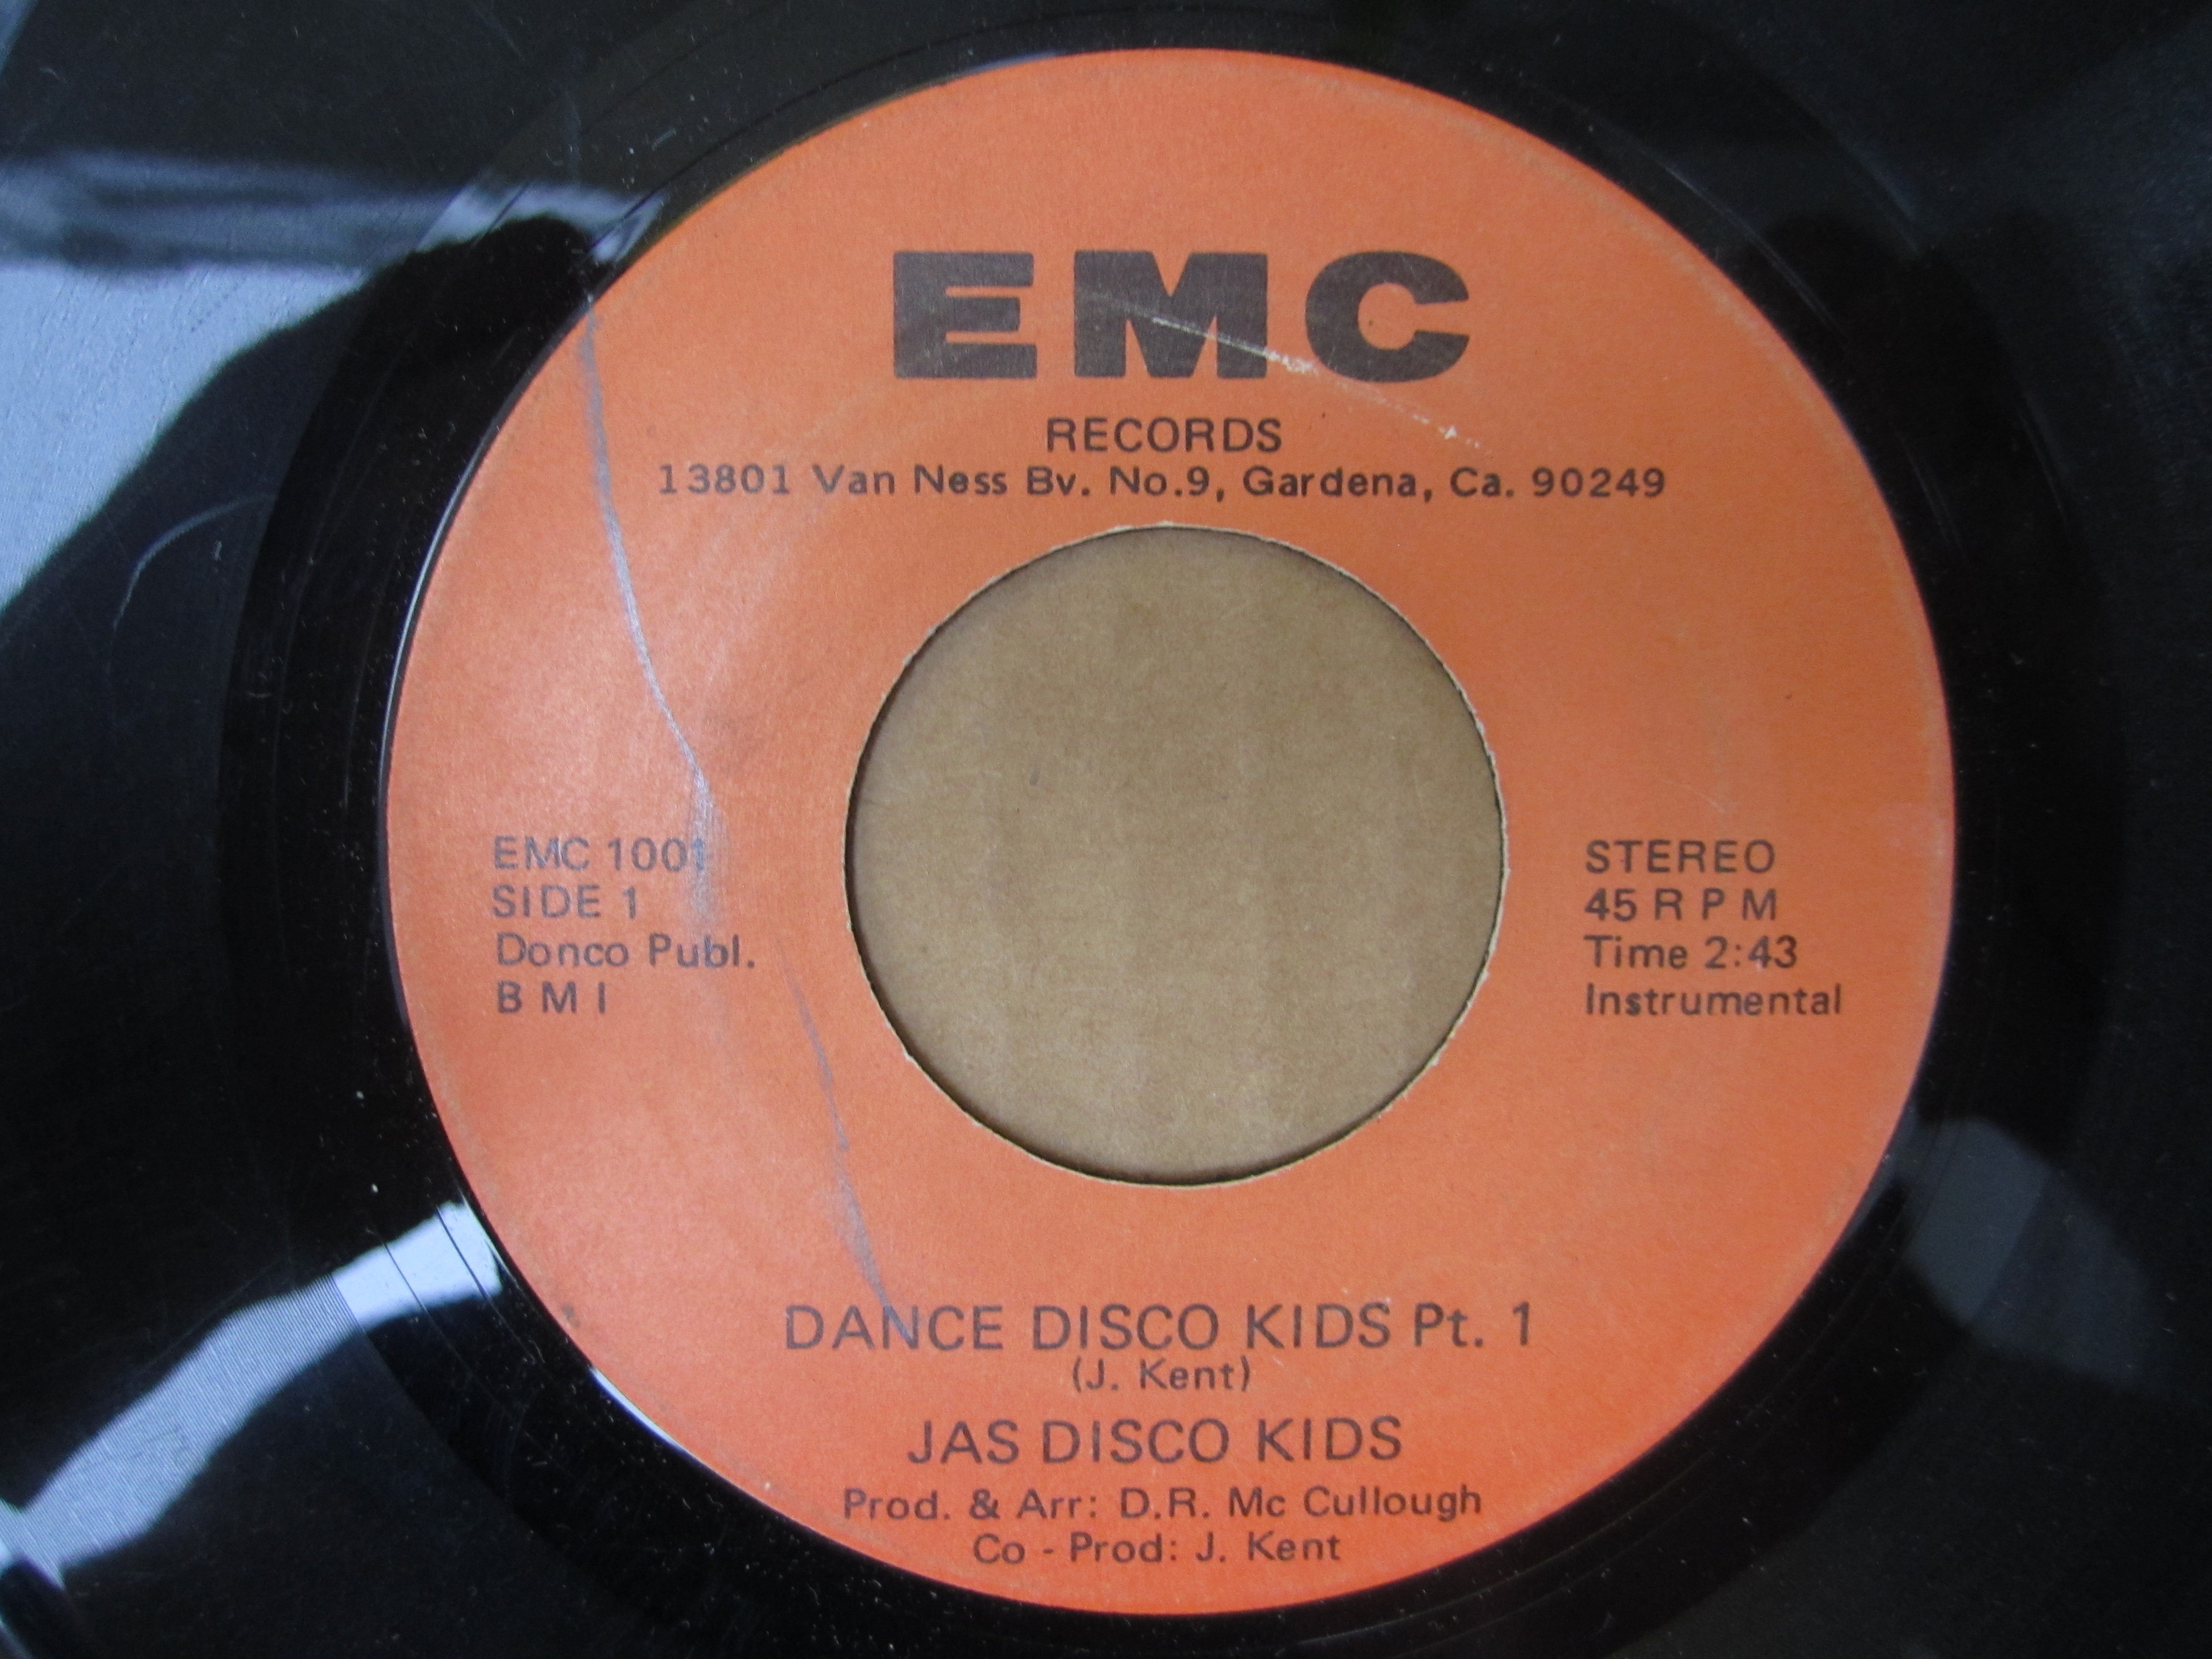 EMC
RECORDS
13801 Van Ness Bv. No.9, Gardena, Ca. 90249
EMC 1001
SIDE 1
Donco Publ.
B M I
STEREO
45 R P M
Time 2:43
Instrumental
DANCE DISCO KIDS Pt. 1
(J. Kent)
JAS DISCO KIDS
Prod. & Arr: D.R. Mc Cullough
Co - Prod: J. Kent